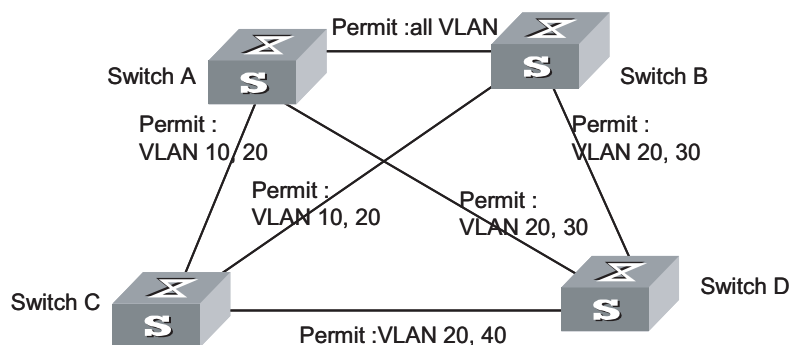 Permit :all VLAN
Switch A
Switch B
S
S
Permit :
VLAN 10, 20
Permit :
VLAN 20, 30
Permit :
VLAN 10, 20
Permit :
VLAN 20, 30
Switch C
Switch D
S
S
Permit :VLAN 20, 40